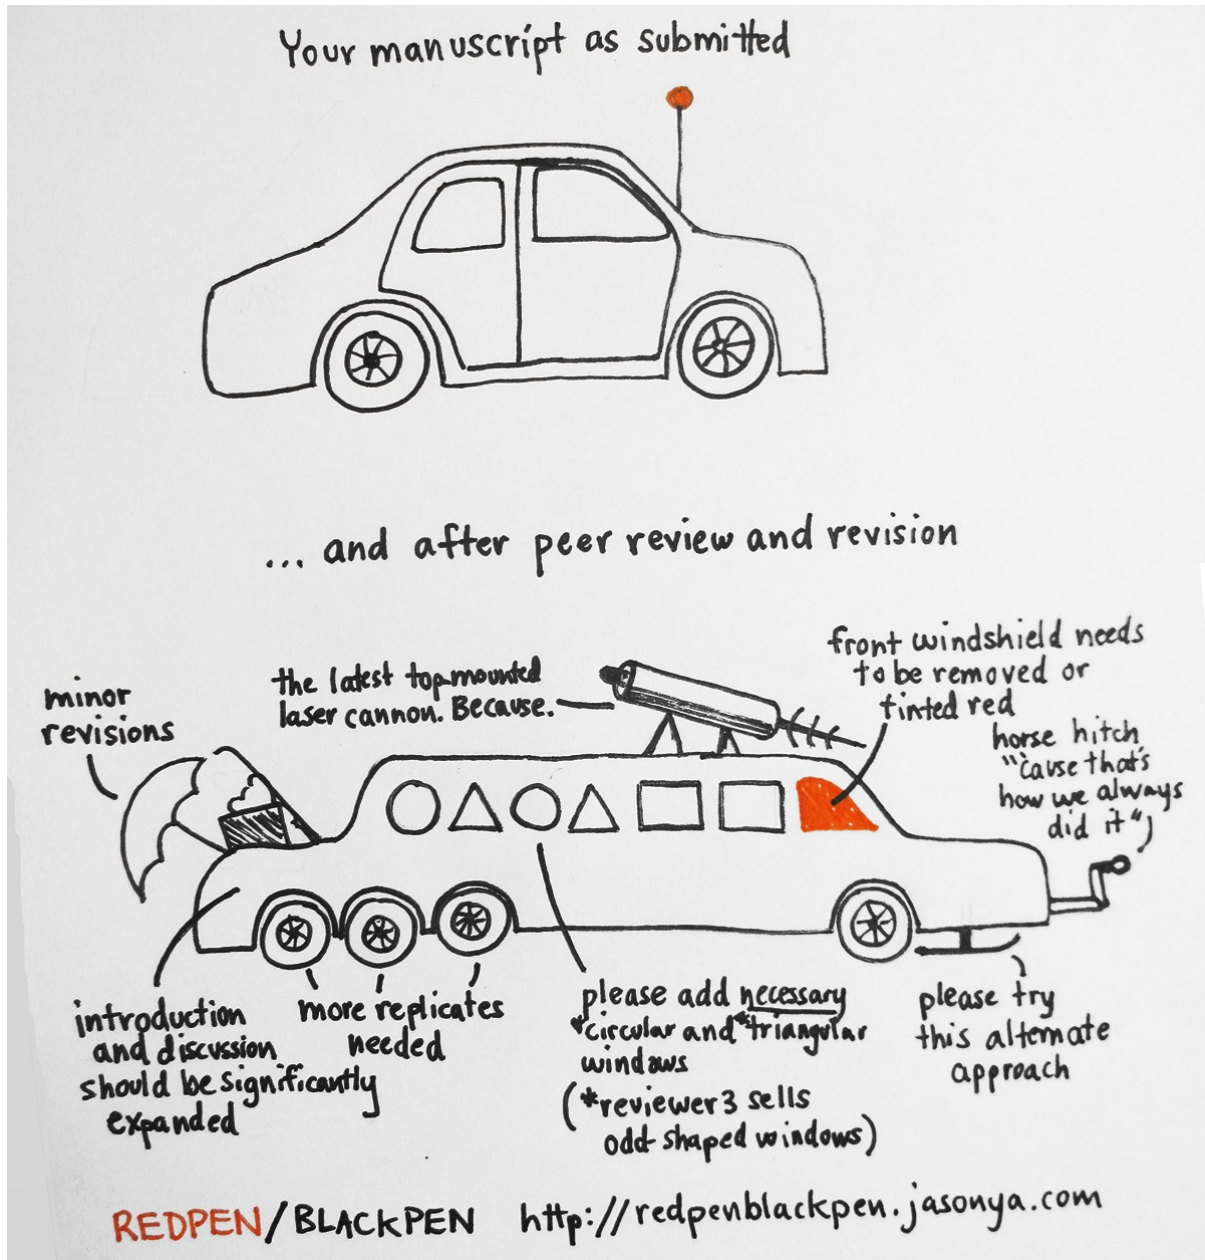 Your manuscript as submitted
... and after peer review and revision
minor
revisions
the latest top-mounted
laser cannon. Because.
front windshield needs
to be removed or
tinted red
horse hitch
"'cause that's
how we always
did it"
introduction
and discussion
should be significantly
expanded
more replicates
needed
please add necessary
*circular and *triangular
windows
(*reviewer 3 sells
odd-shaped windows)
please try
this alternate
approach
REDPEN/BLACKPEN http://redpenblackpen.jasonya.com